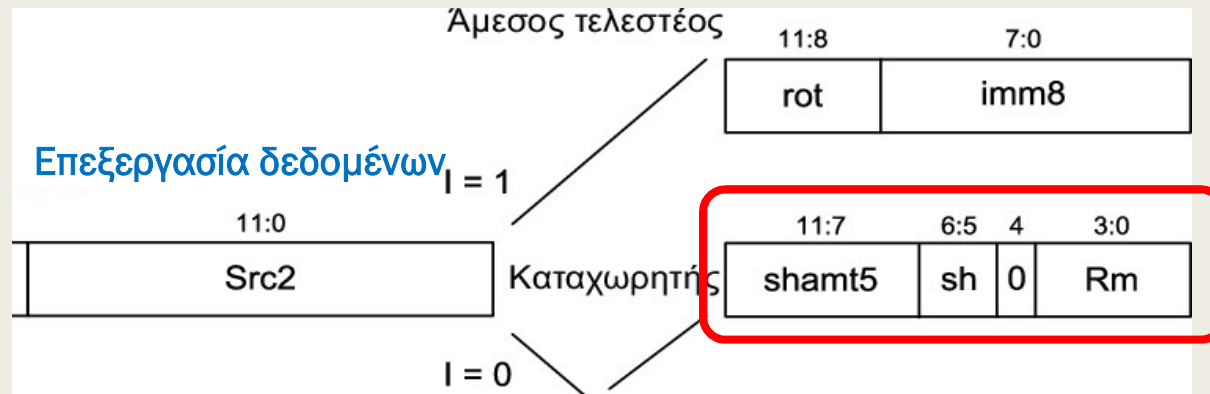 Άμεσος τελεστέος
11:8 7:0
rot imm8
Επεξεργασία δεδομένων
I = 1
11:0
Src2
Καταχωρητής
11:7 6:5 4 3:0
shamt5 sh 0 Rm
I = 0